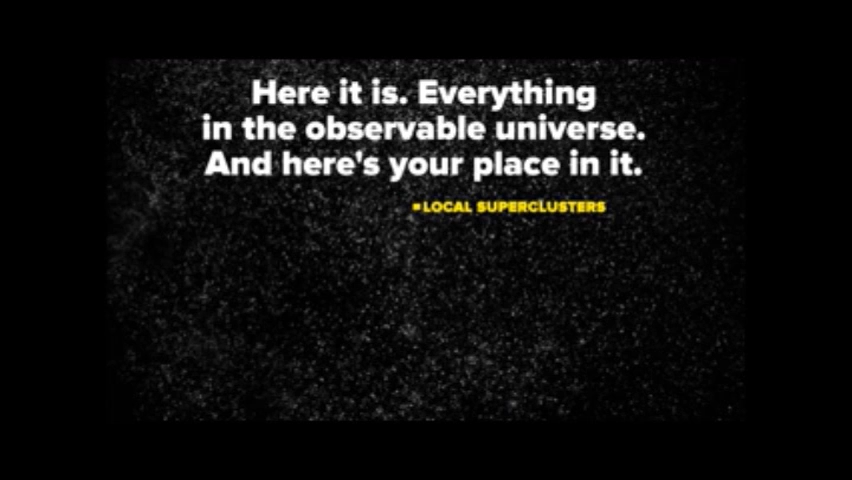 Here it is. Everything
in the observable universe.
And here's your place in it.
LOCAL SUPERCLUSTERS